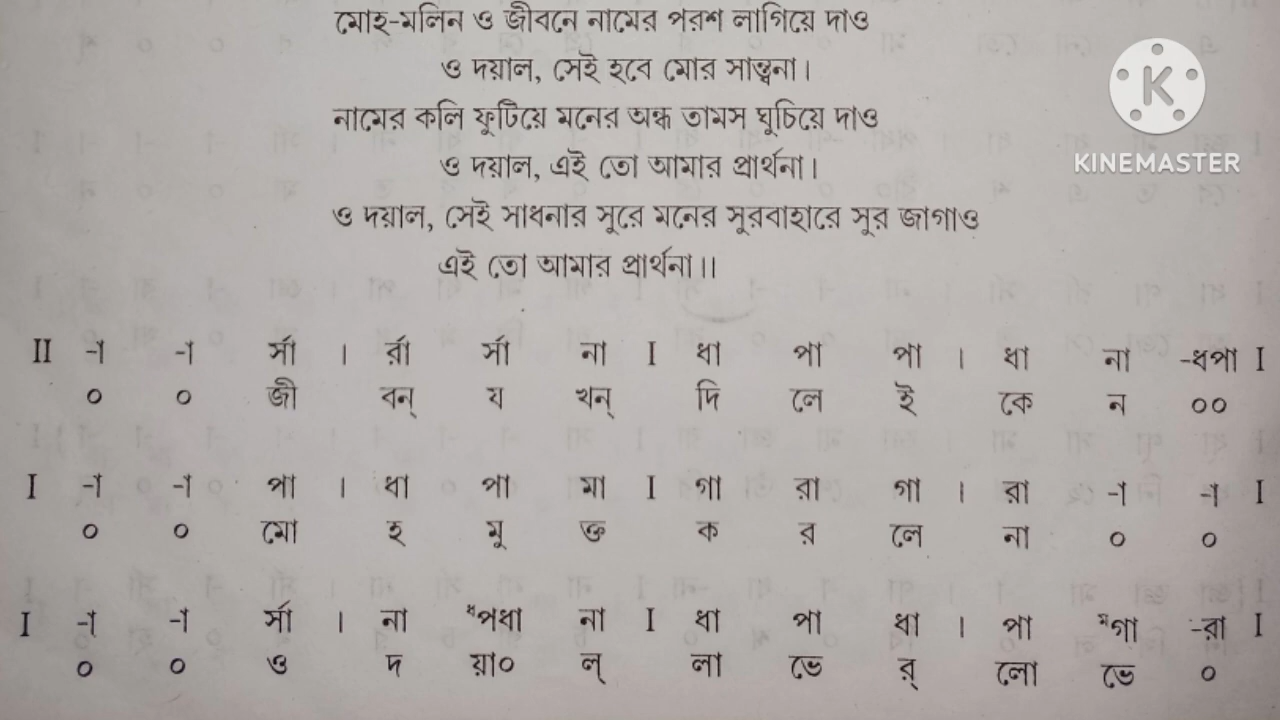 মোহ-মলিন ও জীবনে নামের পরশ লাগিয়ে দাও
ও দয়াল, সেই হবে মোর সান্ত্বনা।
নামের কলি ফুটিয়ে মনের অন্ধ তামস ঘুচিয়ে দাও
ও দয়াল, এই তো আমার প্রার্থনা।
ও দয়াল, সেই সাধনার সুরে মনের সুরবাহারে সুর জাগাও
এই তো আমার প্রার্থনা॥
II -া -া র্সা । র্রা র্সা না I ধা পা পা । ধা না -ধপা I
০ ০ জী বন্ য খন্ দি লে ই কে ন ০০
I -া -া পা । ধা পা মা I গা রা গা । রা -া -া I
০ ০ মো হ মু ক্ত ক র লে না ০ ০
I -া -া র্সা । না ধপধা না I ধা পা ধা । পা মগা -রা I
০ ০ ও দ য়া০ ল্ লা ভে র্ লো ভে ০
KINEMASTER